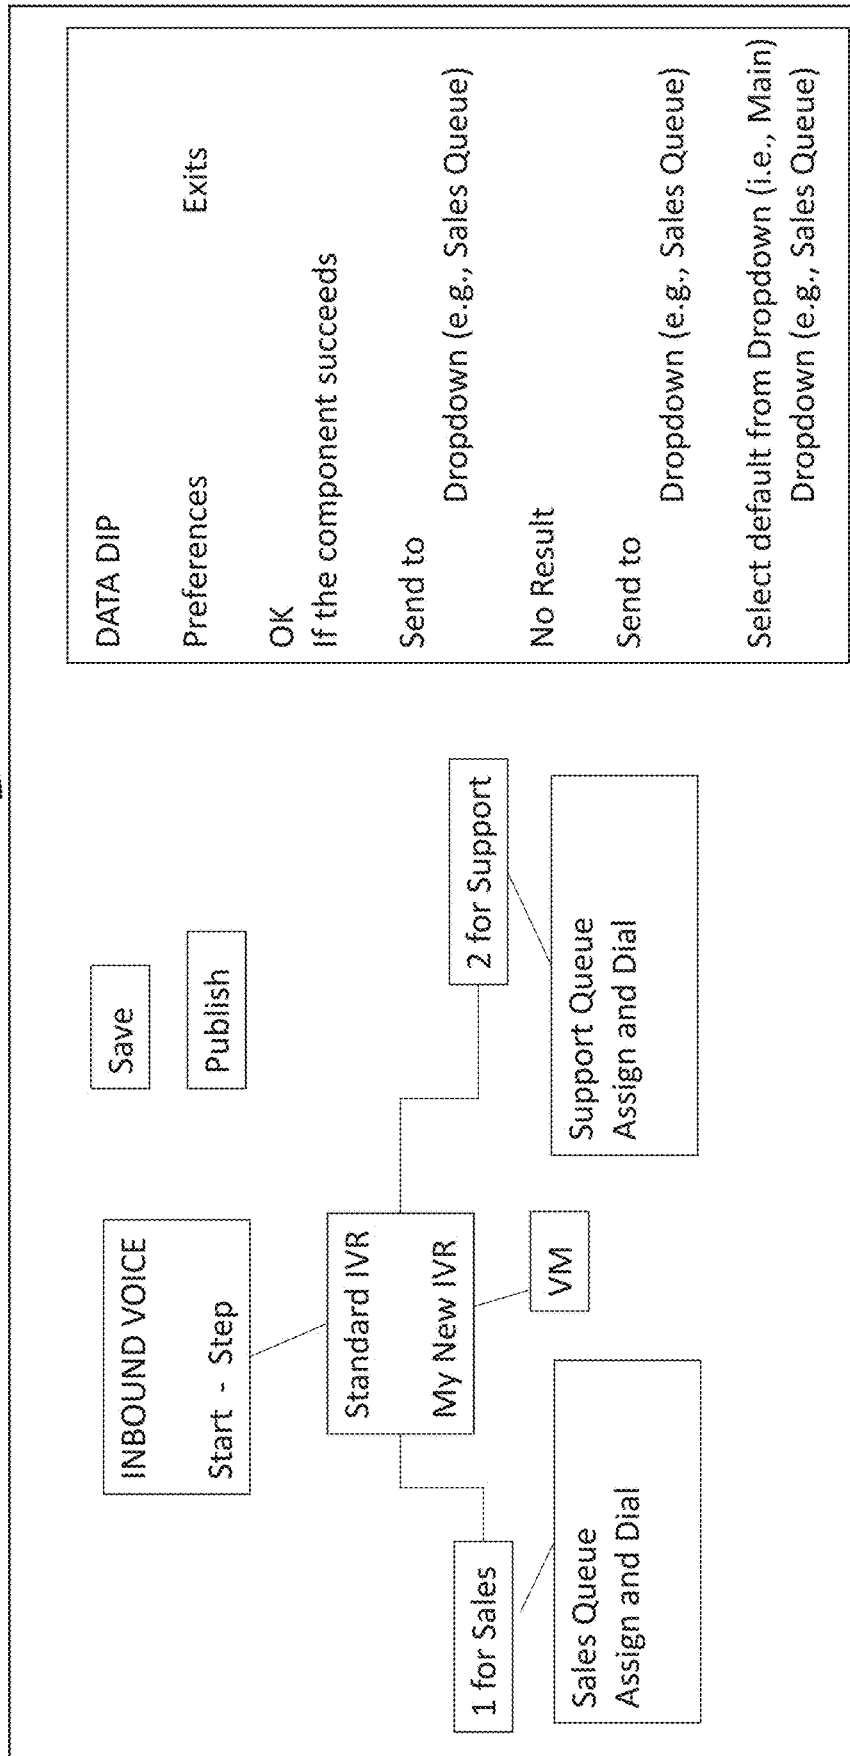 INBOUND VOICE
Start - Step
Save
Publish
Standard IVR
My New IVR
1 for Sales
2 for Support
VM
Sales Queue
Assign and Dial
Support Queue
Assign and Dial
DATA DIP
Preferences Exits
OK
If the component succeeds
Send to
Dropdown (e.g., Sales Queue)
No Result
Send to
Dropdown (e.g., Sales Queue)
Select default from Dropdown (i.e., Main)
Dropdown (e.g., Sales Queue)